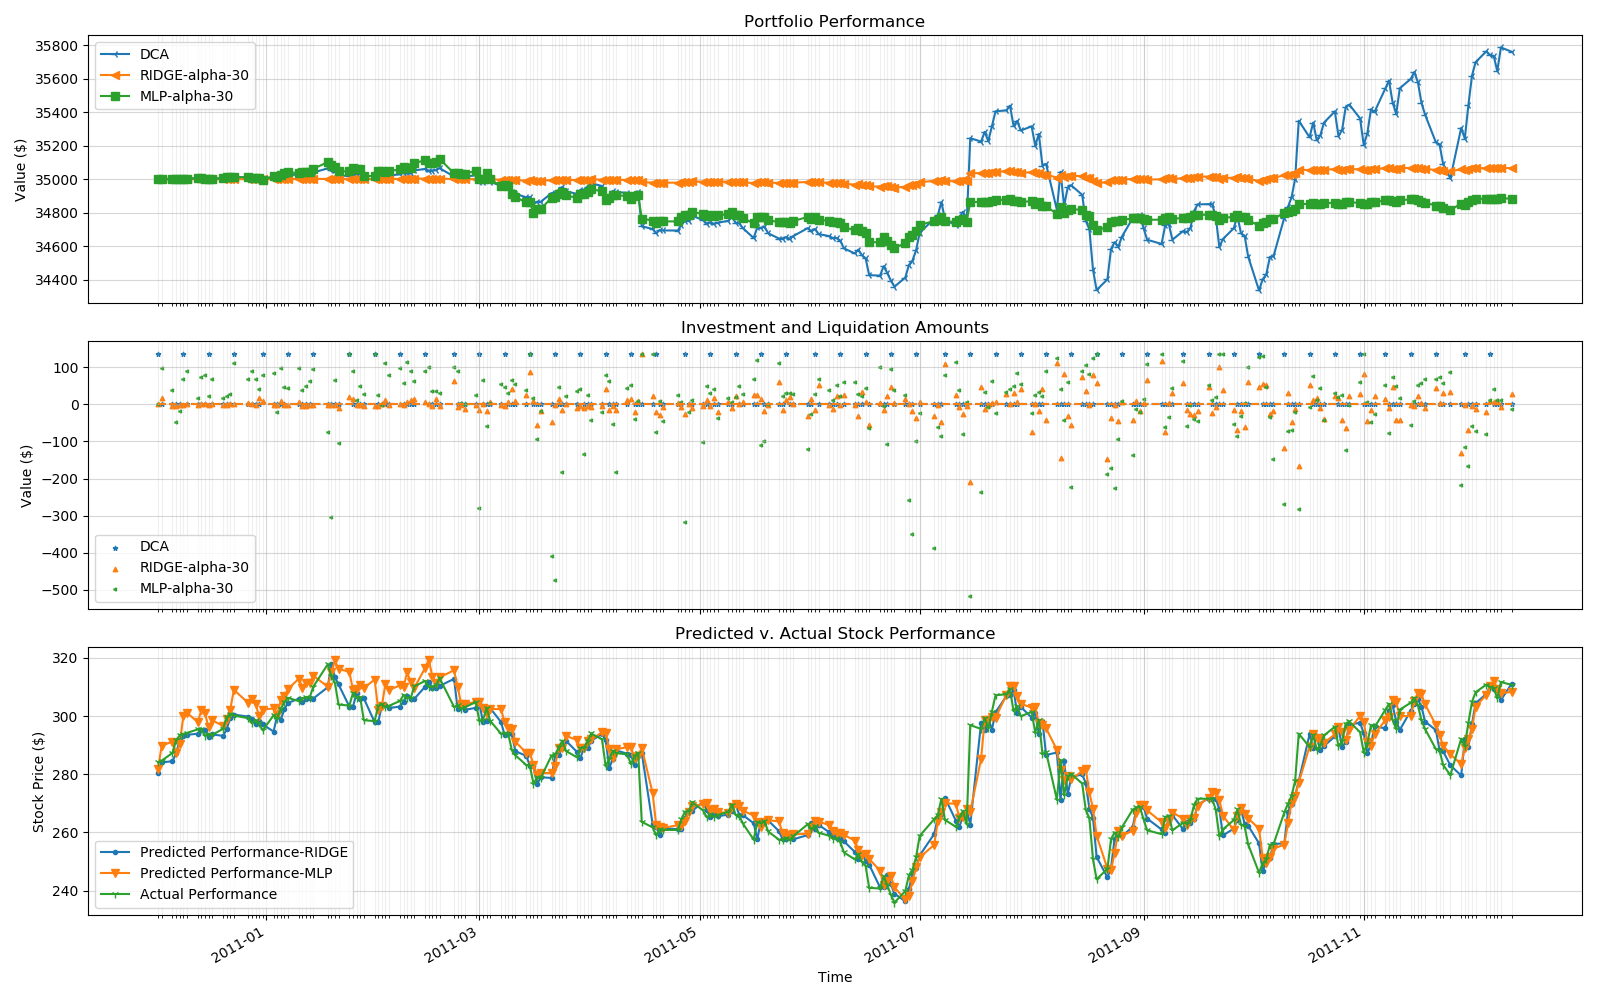 Portfolio Performance
35800
35600
35400
35200
35000
34800
34600
34400
Value ($)
DCA
RIDGE-alpha-30
MLP-alpha-30
Investment and Liquidation Amounts
100
0
−100
−200
−300
−400
−500
Value ($)
DCA
RIDGE-alpha-30
MLP-alpha-30
Predicted v. Actual Stock Performance
320
300
280
260
240
Stock Price ($)
Predicted Performance-RIDGE
Predicted Performance-MLP
Actual Performance
2011-01
2011-03
2011-05
2011-07
2011-09
2011-11
Time